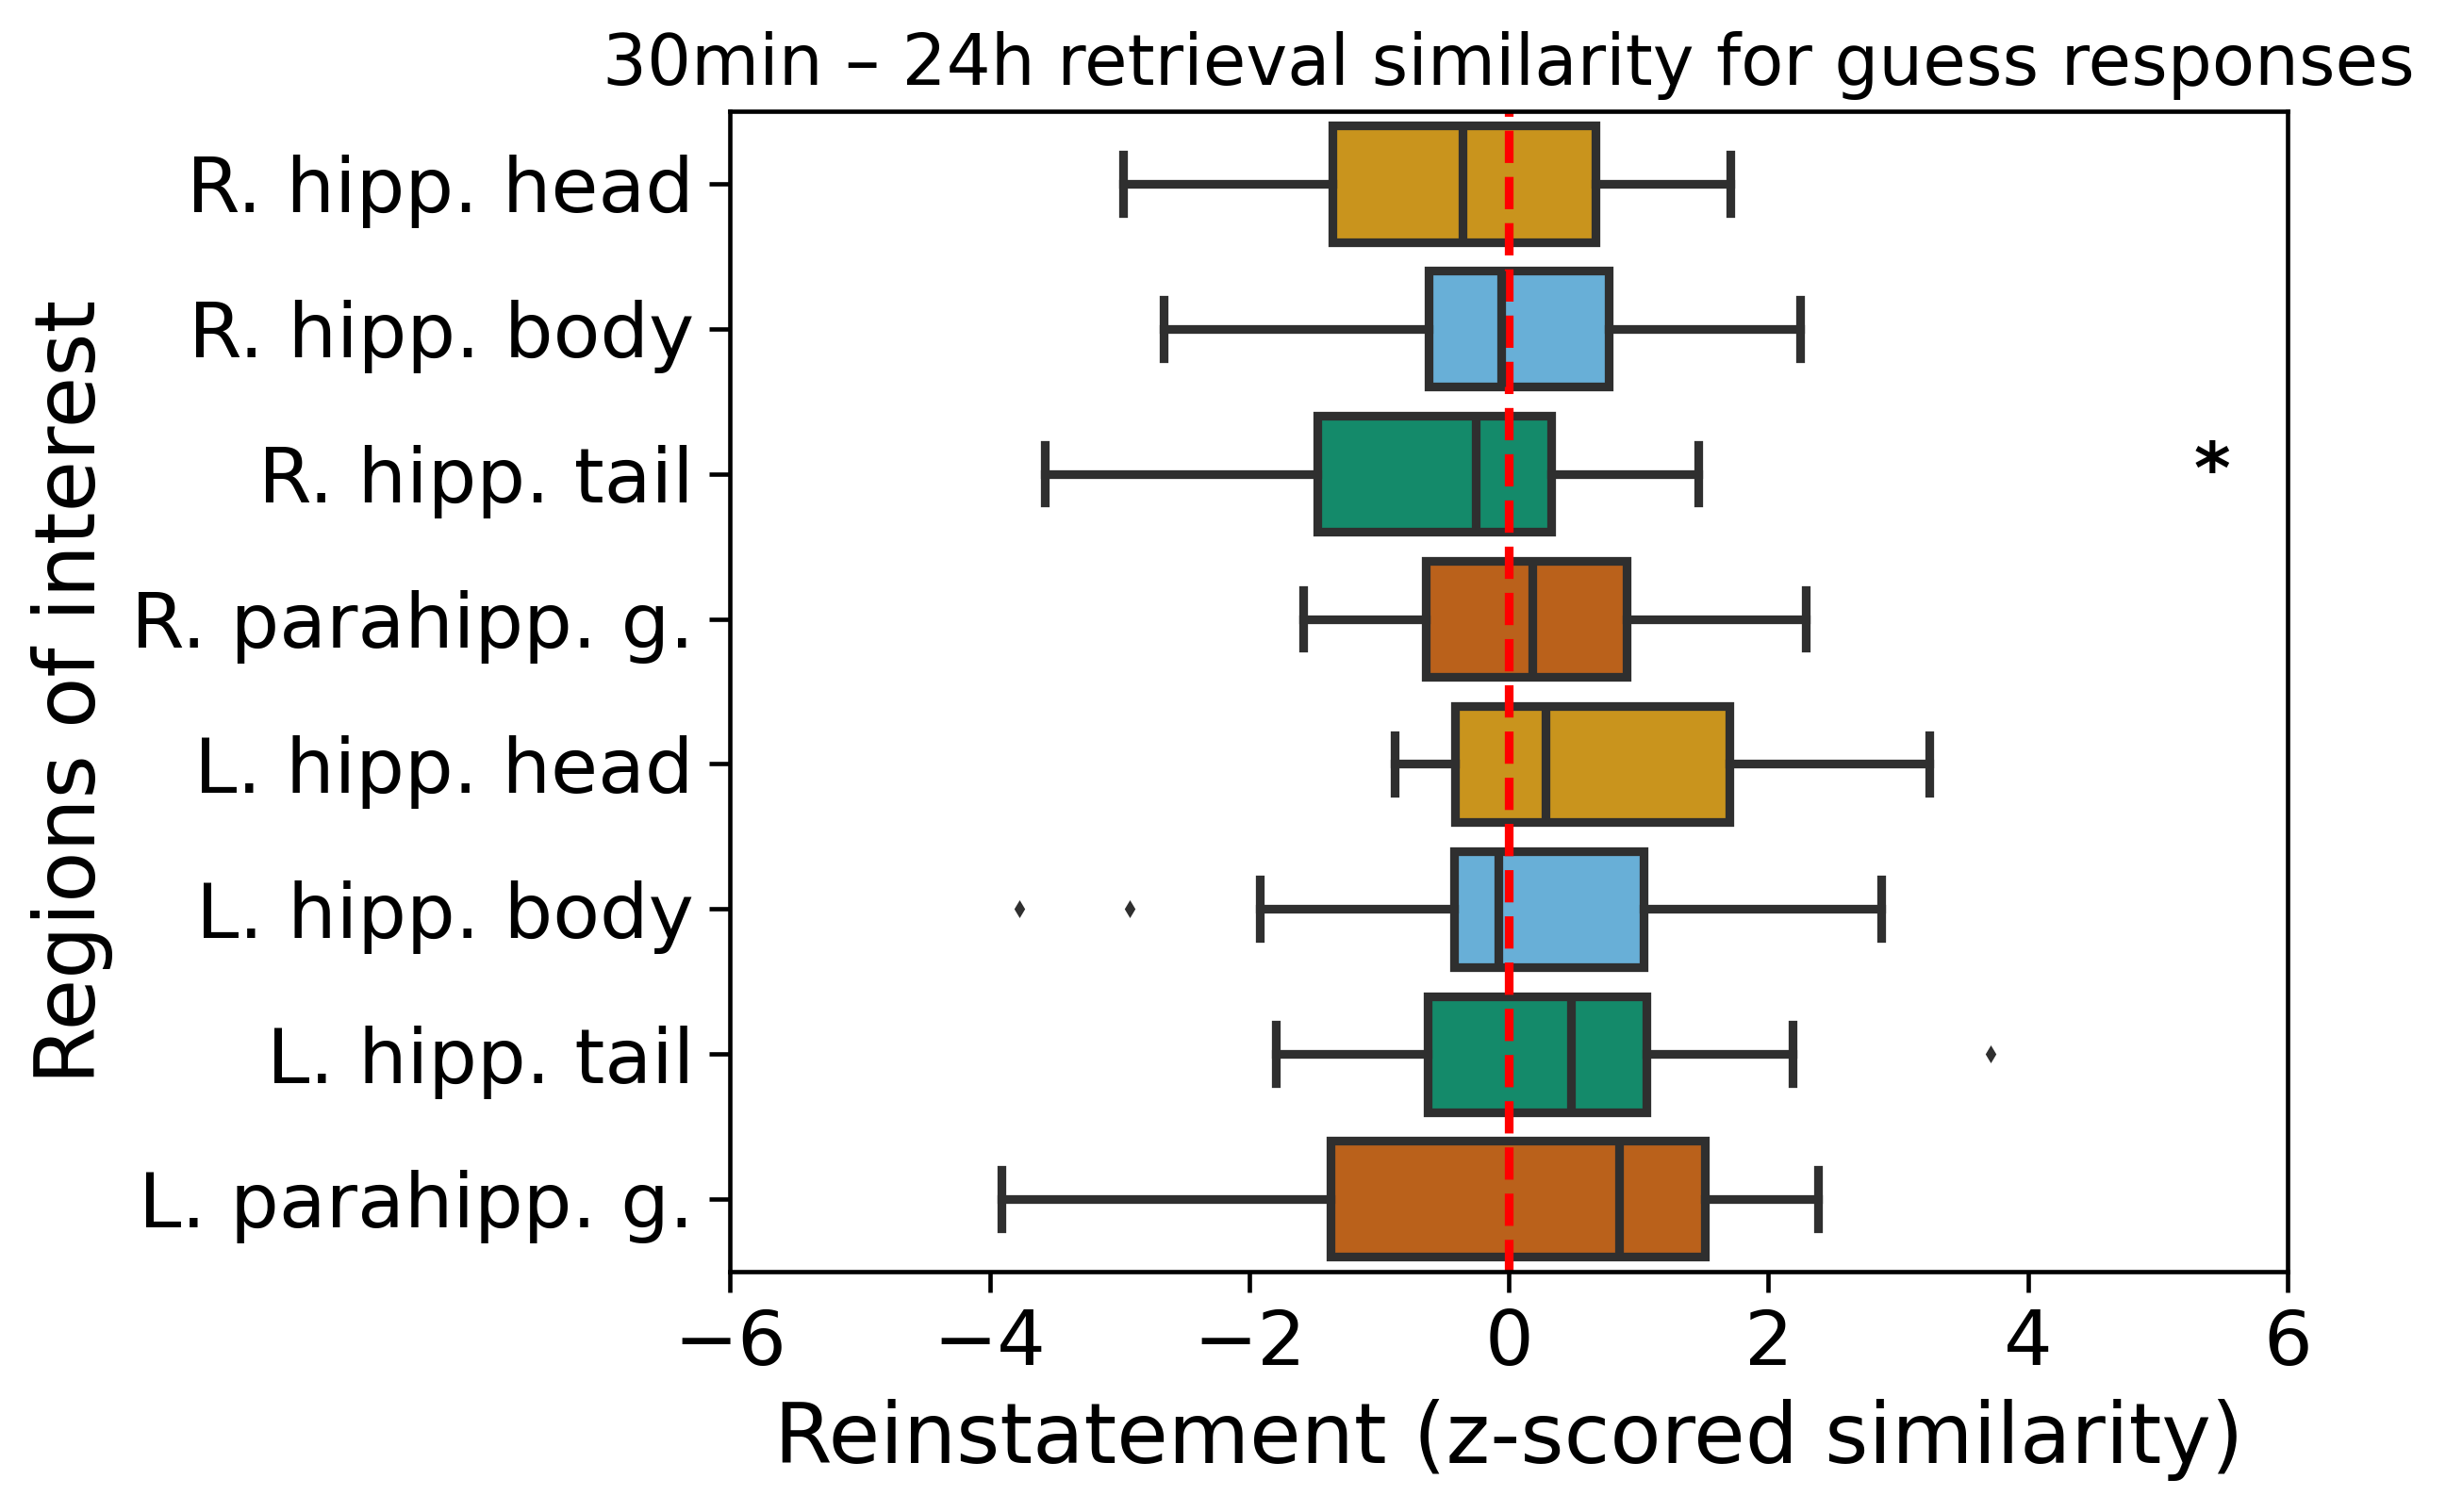 30min – 24h retrieval similarity for guess responses
Regions of interest
R. hipp. head
R. hipp. body
R. hipp. tail
*
R. parahipp. g.
L. hipp. head
L. hipp. body
L. hipp. tail
L. parahipp. g.
−6 −4 −2 0 2 4 6
Reinstatement (z-scored similarity)